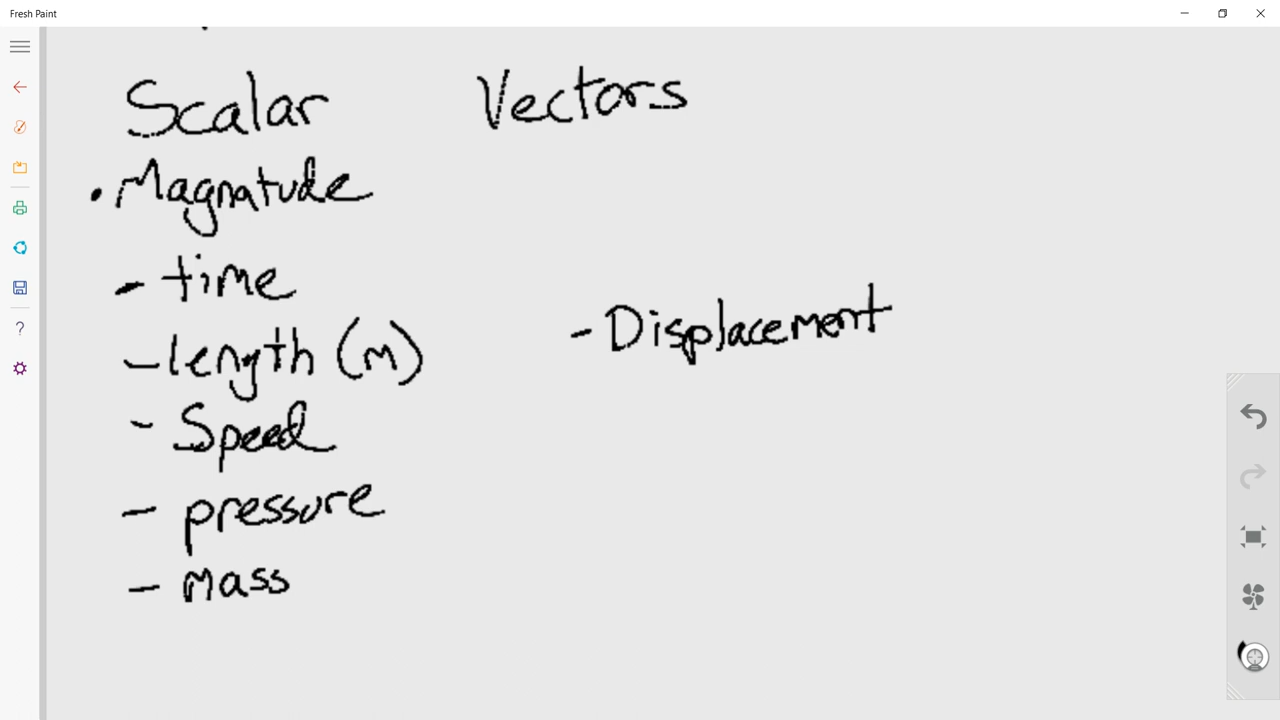 Fresh Paint
Scalar Vectors
• Magnatude
- time
- length (m) - Displacement
- Speed
- pressure
- mass